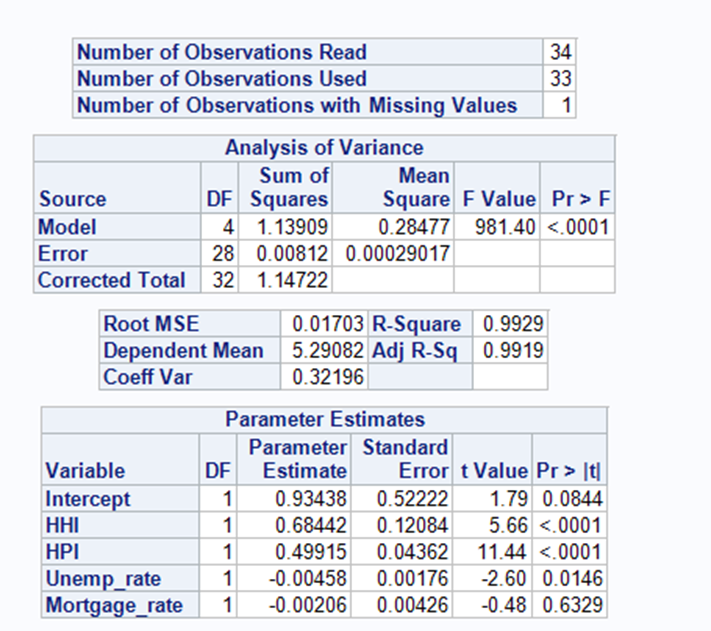 Number of Observations Read 34
Number of Observations Used 33
Number of Observations with Missing Values 1
Analysis of Variance
Source DF Sum of Squares Mean Square F Value Pr > F
Model 4 1.13909 0.28477 981.40 <.0001
Error 28 0.00812 0.00029017
Corrected Total 32 1.14722
Root MSE 0.01703 R-Square 0.9929
Dependent Mean 5.29082 Adj R-Sq 0.9919
Coeff Var 0.32196
Parameter Estimates
Variable DF Parameter Estimate Standard Error t Value Pr > |t|
Intercept 1 0.93438 0.52222 1.79 0.0844
HHI 1 0.68442 0.12084 5.66 <.0001
HPI 1 0.49915 0.04362 11.44 <.0001
Unemp_rate 1 -0.00458 0.00176 -2.60 0.0146
Mortgage_rate 1 -0.00206 0.00426 -0.48 0.6329